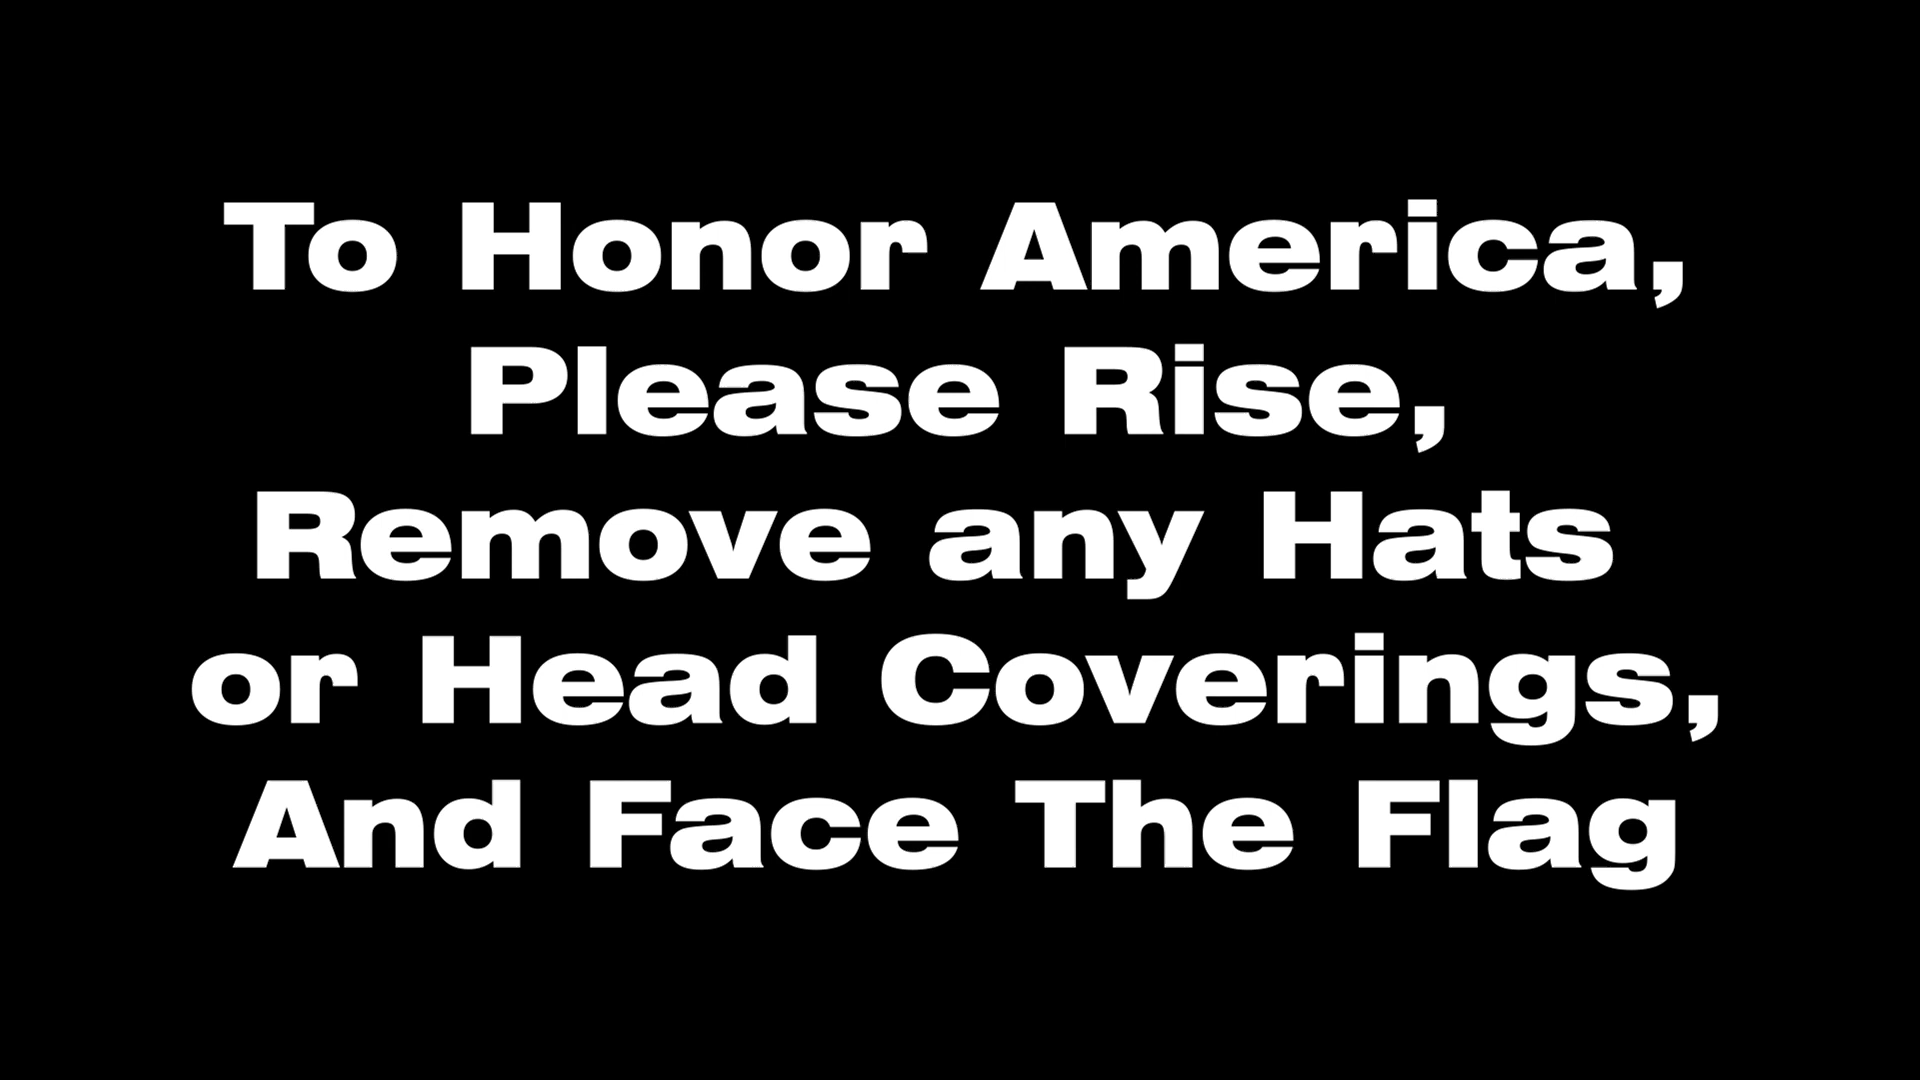 To Honor America,
Please Rise,
Remove any Hats
or Head Coverings,
And Face The Flag